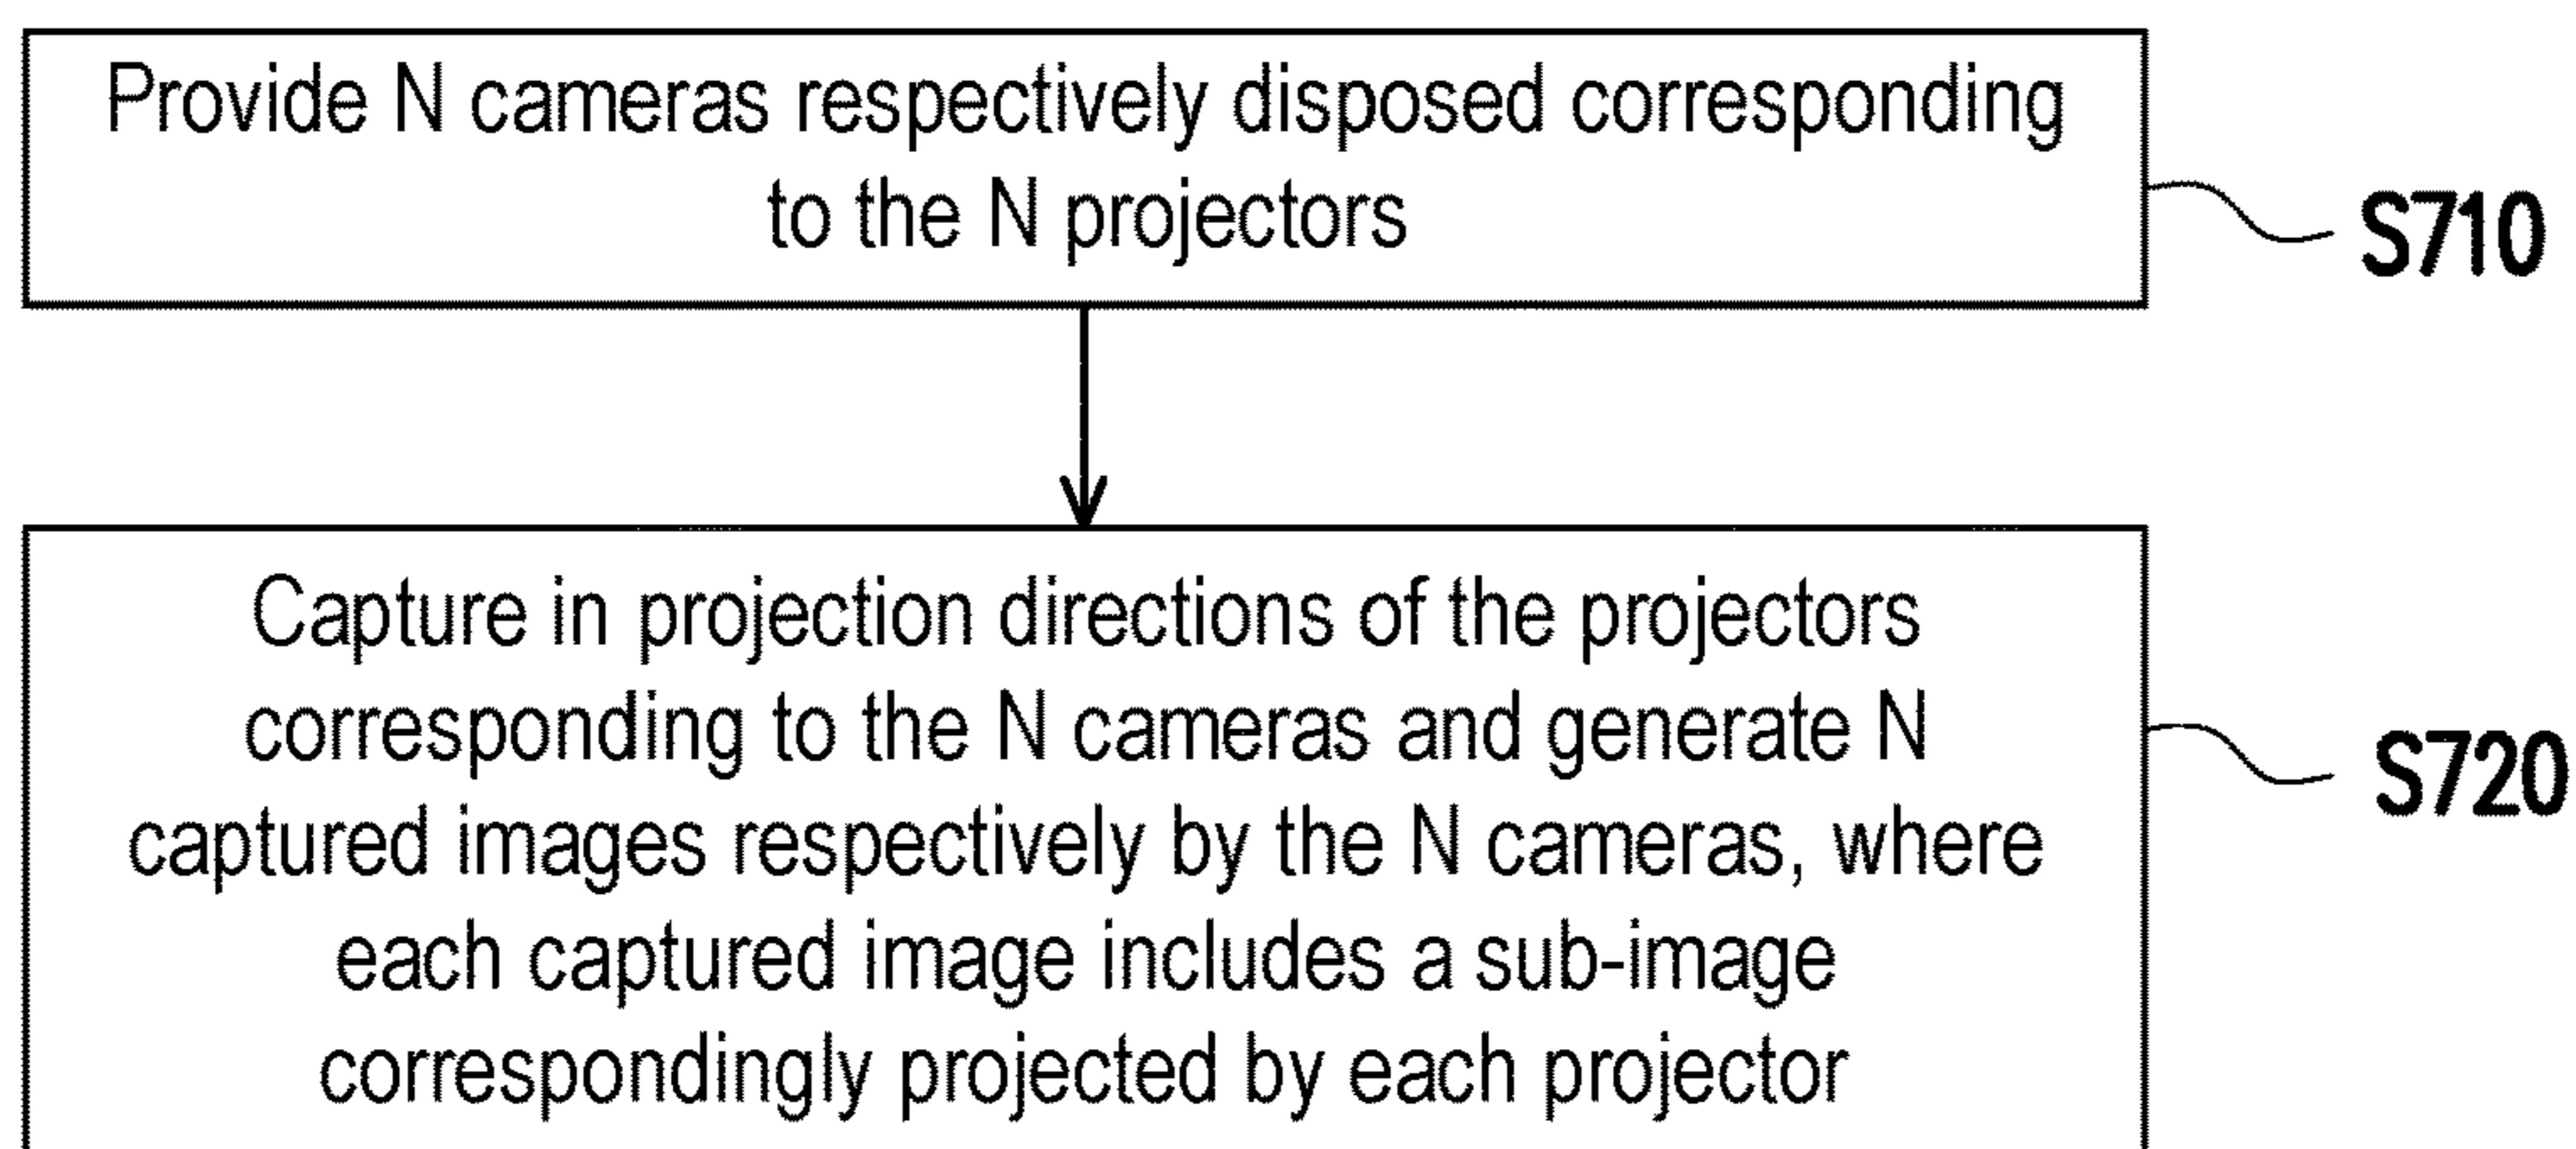 Provide N cameras respectively disposed corresponding
to the N projectors
S710
Capture in projection directions of the projectors
corresponding to the N cameras and generate N
captured images respectively by the N cameras, where
each captured image includes a sub-image
correspondingly projected by each projector
S720